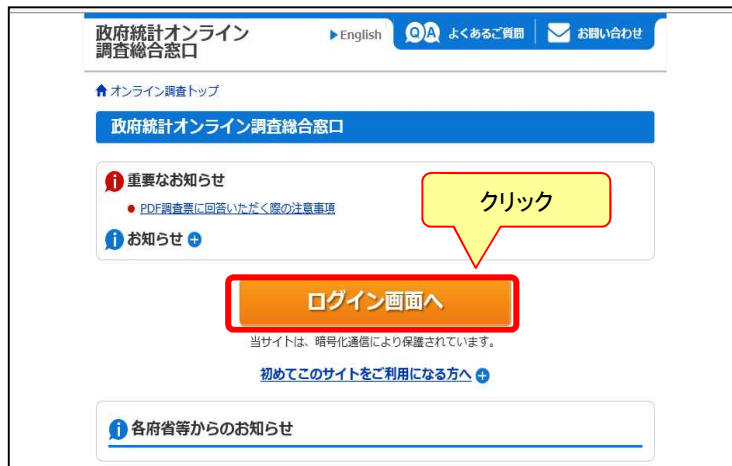 政府統計オンライン
調査総合窓口
English
QA よくあるご質問
お問い合わせ
オンライン調査トップ
政府統計オンライン調査総合窓口
重要なお知らせ
PDF調査票に回答いただく際の注意事項
お知らせ
クリック
ログイン画面へ
当サイトは、暗号化通信により保護されています。
初めてこのサイトをご利用になる方へ
各府省等からのお知らせ